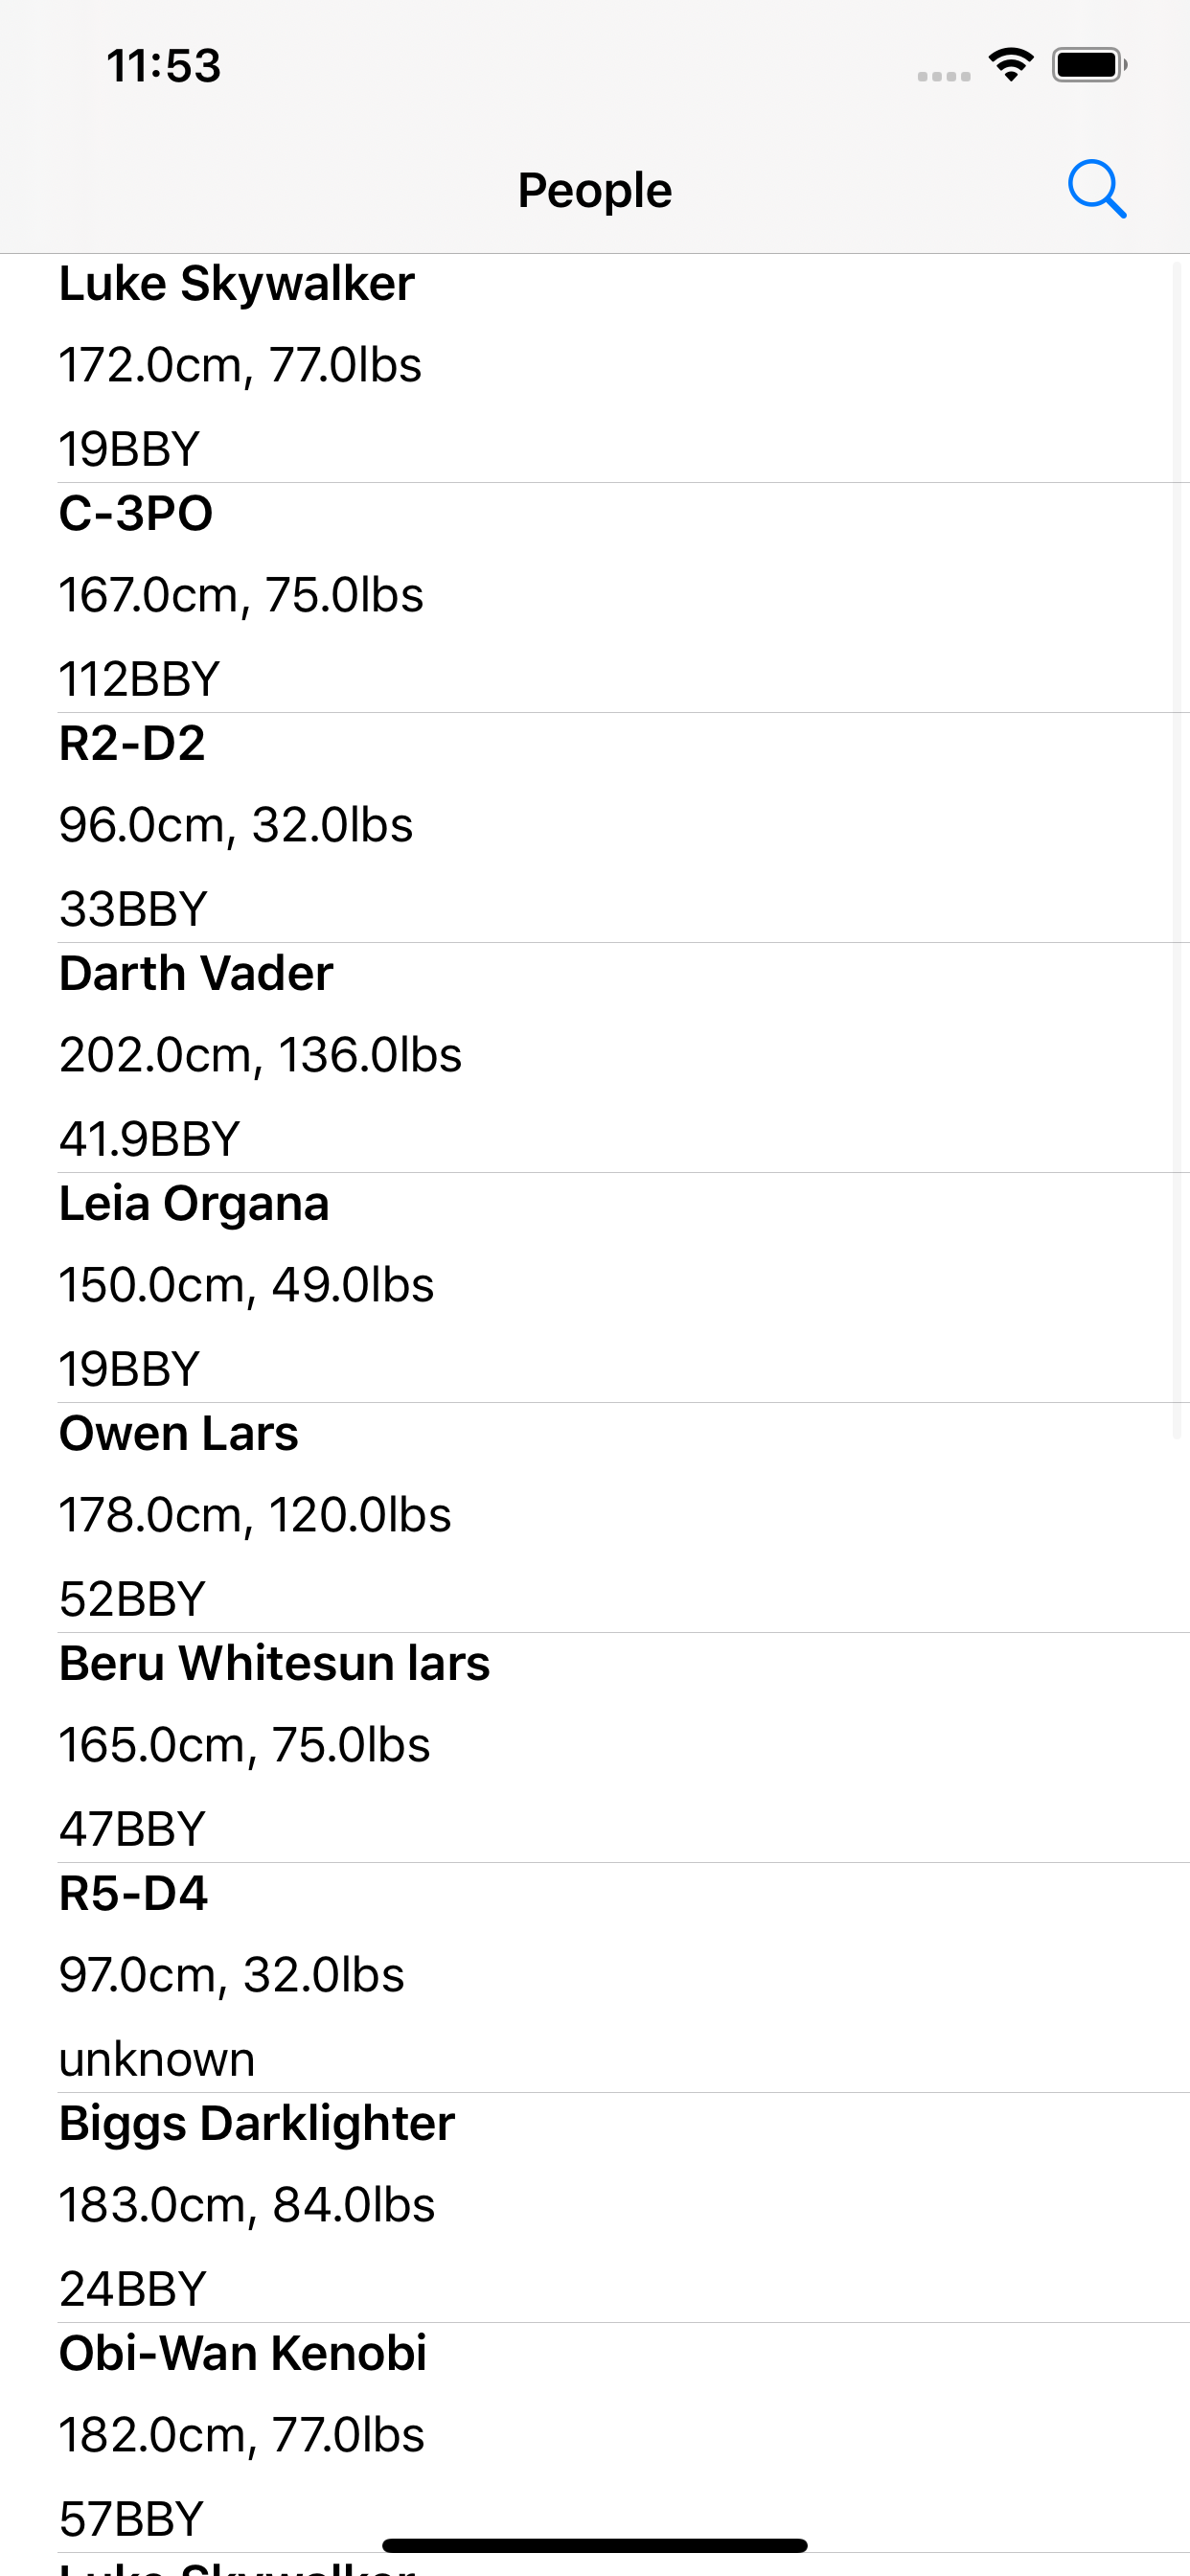 11:53
People
Luke Skywalker
172.0cm, 77.0lbs
19BBY
C-3PO
167.0cm, 75.0lbs
112BBY
R2-D2
96.0cm, 32.0lbs
33BBY
Darth Vader
202.0cm, 136.0lbs
41.9BBY
Leia Organa
150.0cm, 49.0lbs
19BBY
Owen Lars
178.0cm, 120.0lbs
52BBY
Beru Whitesun lars
165.0cm, 75.0lbs
47BBY
R5-D4
97.0cm, 32.0lbs
unknown
Biggs Darklighter
183.0cm, 84.0lbs
24BBY
Obi-Wan Kenobi
182.0cm, 77.0lbs
57BBY
Luke Skywalker